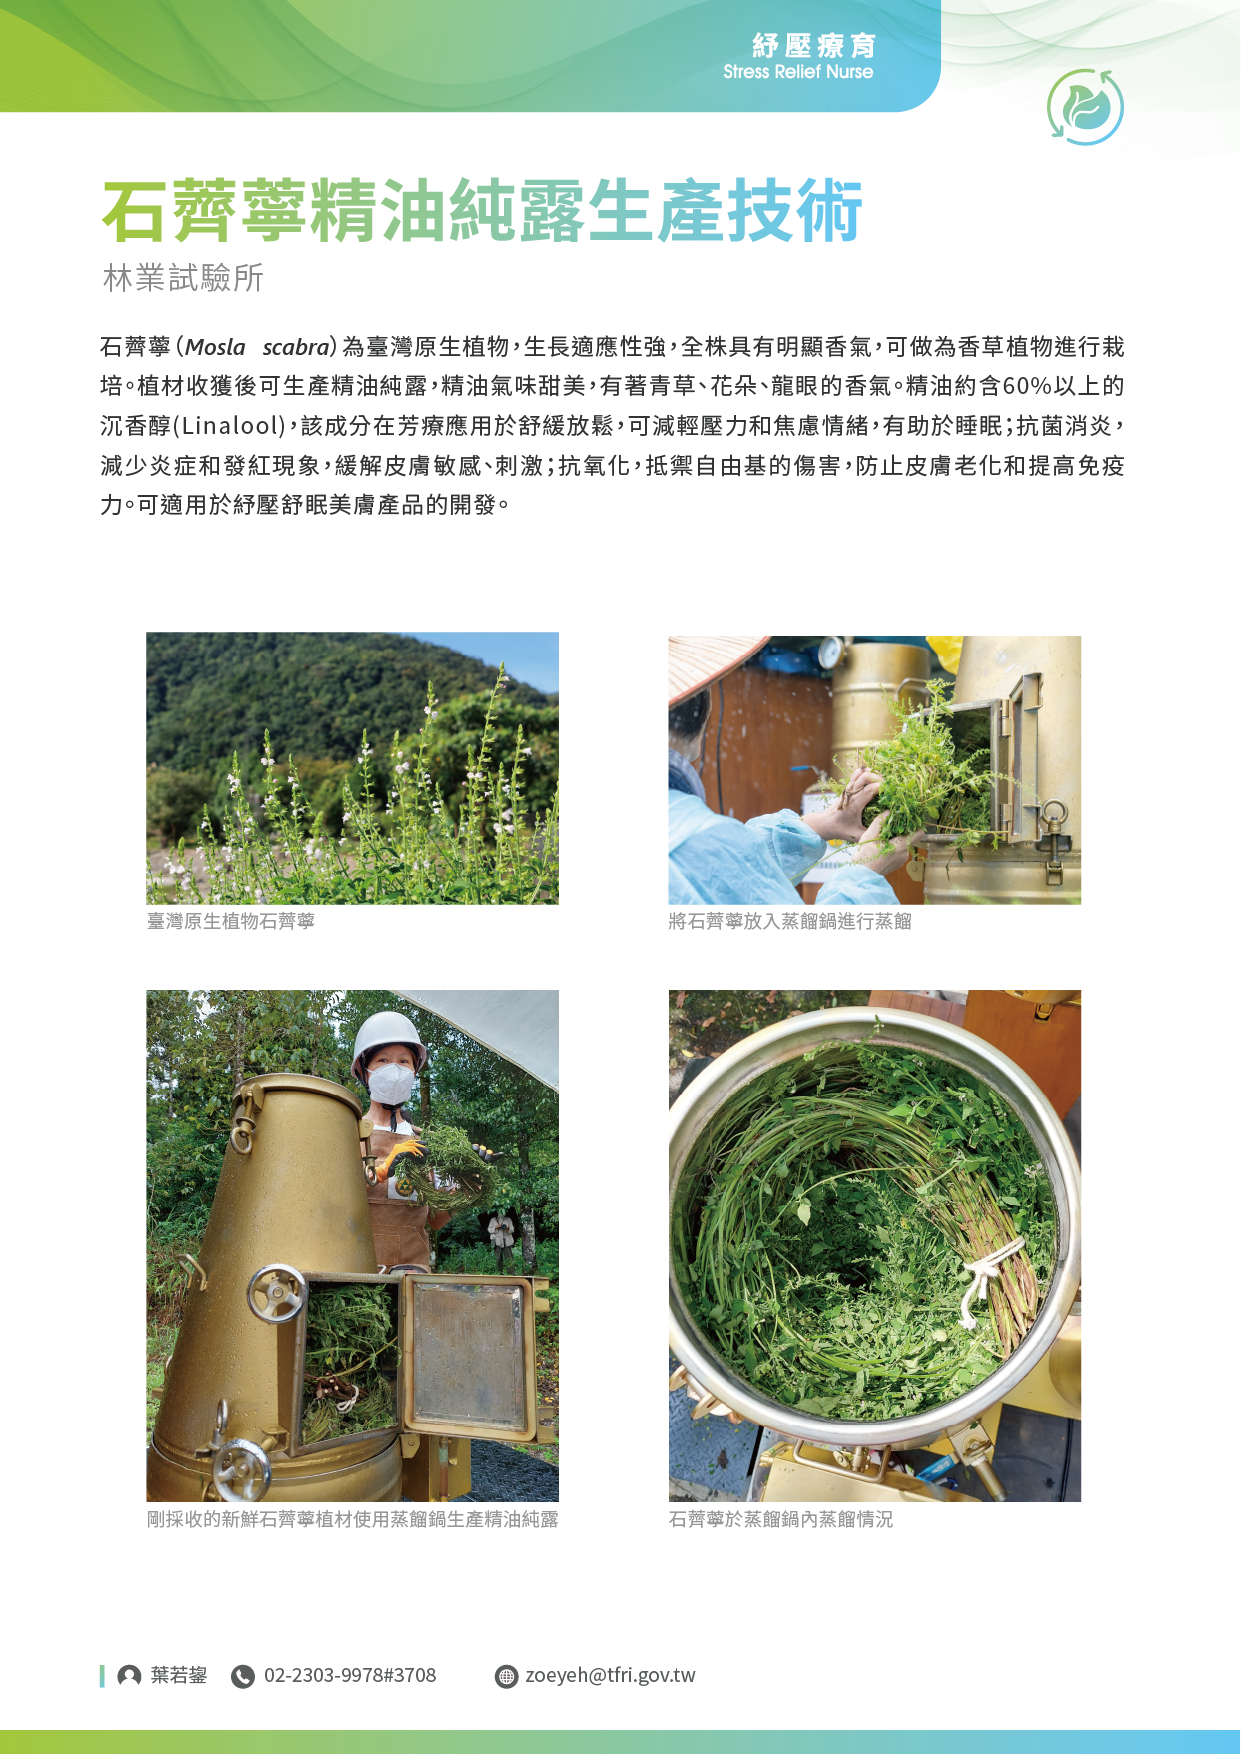 紓壓療育
Stress Relief Nurse
石薺薴精油純露生產技術
林業試驗所
石薺薴（Mosla scabra）為臺灣原生植物，生長適應性強，全株具有明顯香氣，可做為香草植物進行栽
培。植材收獲後可生產精油純露，精油氣味甜美，有著青草、花朵、龍眼的香氣。精油約含60%以上的
沉香醇(Linalool)，該成分在芳療應用於舒緩放鬆，可減輕壓力和焦慮情緒，有助於睡眠；抗菌消炎，
減少炎症和發紅現象，緩解皮膚敏感、刺激；抗氧化，抵禦自由基的傷害，防止皮膚老化和提高免疫
力。可適用於紓壓舒眠美膚產品的開發。
臺灣原生植物石薺薴
將石薺薴放入蒸餾鍋進行蒸餾
剛採收的新鮮石薺薴植材使用蒸餾鍋生產精油純露
石薺薴於蒸餾鍋內蒸餾情況
葉若鋆 02-2303-9978#3708 zoeyeh@tfri.gov.tw